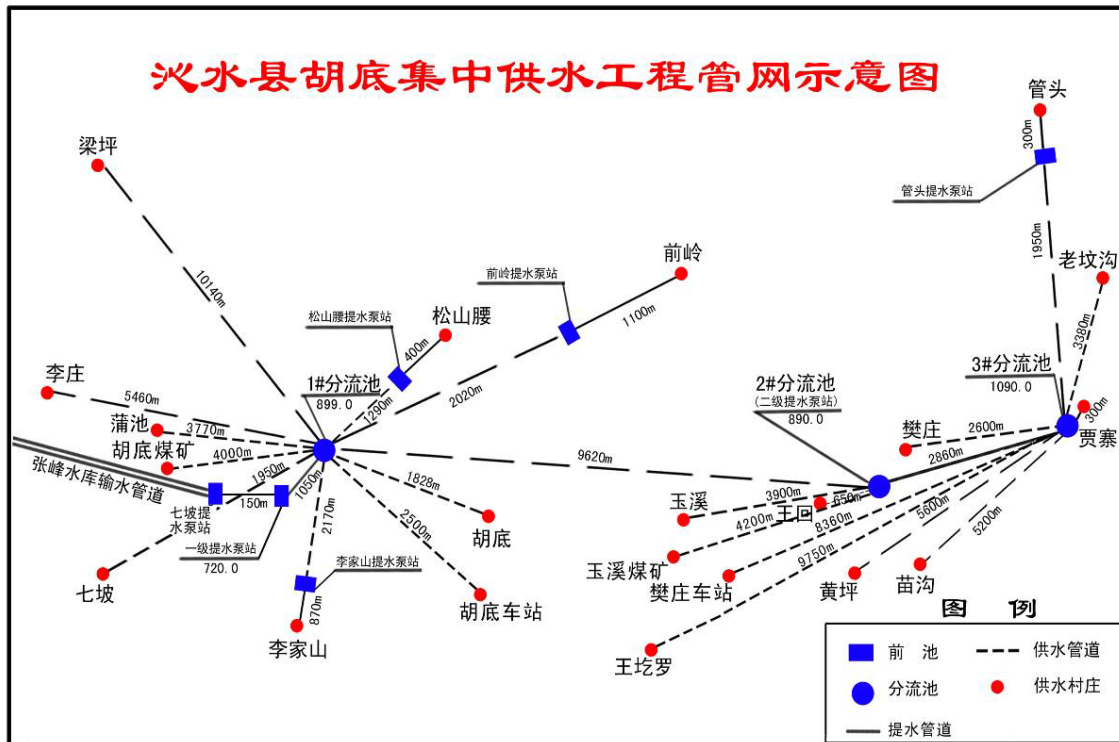 沁水县胡底集中供水工程管网示意图
管头
300m
管头提水泵站
1950m
梁坪
10140m
前岭
前岭提水泵站
1100m
2020m
老坟沟
3380m
松山腰提水泵站
松山腰
400m
1290m
李庄
5460m
1#分流池
899.0
2#分流池
(二级提水泵站)
890.0
3#分流池
1090.0
300m
贾寨
蒲池
3770m
胡底煤矿
4000m
张峰水库输水管道
1950m
1050m
150m
七坡提
水泵站
一级提水泵站
720.0
七坡
2170m
李家山提水泵站
870m
李家山
1828m
胡底
2500m
胡底车站
9620m
樊庄
2600m
2860m
玉溪
3900m
王回
650m
4200m
玉溪煤矿
8360m
樊庄车站
9750m
王圪罗
5600m
黄坪
5200m
苗沟
图 例
前 池
供水管道
分流池
供水村庄
提水管道